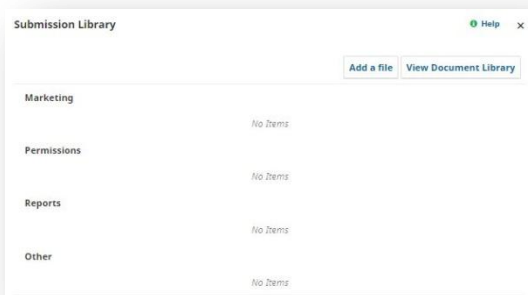 Submission Library
Help ×
Add a file View Document Library
Marketing
No Items
Permissions
No Items
Reports
No Items
Other
No Items